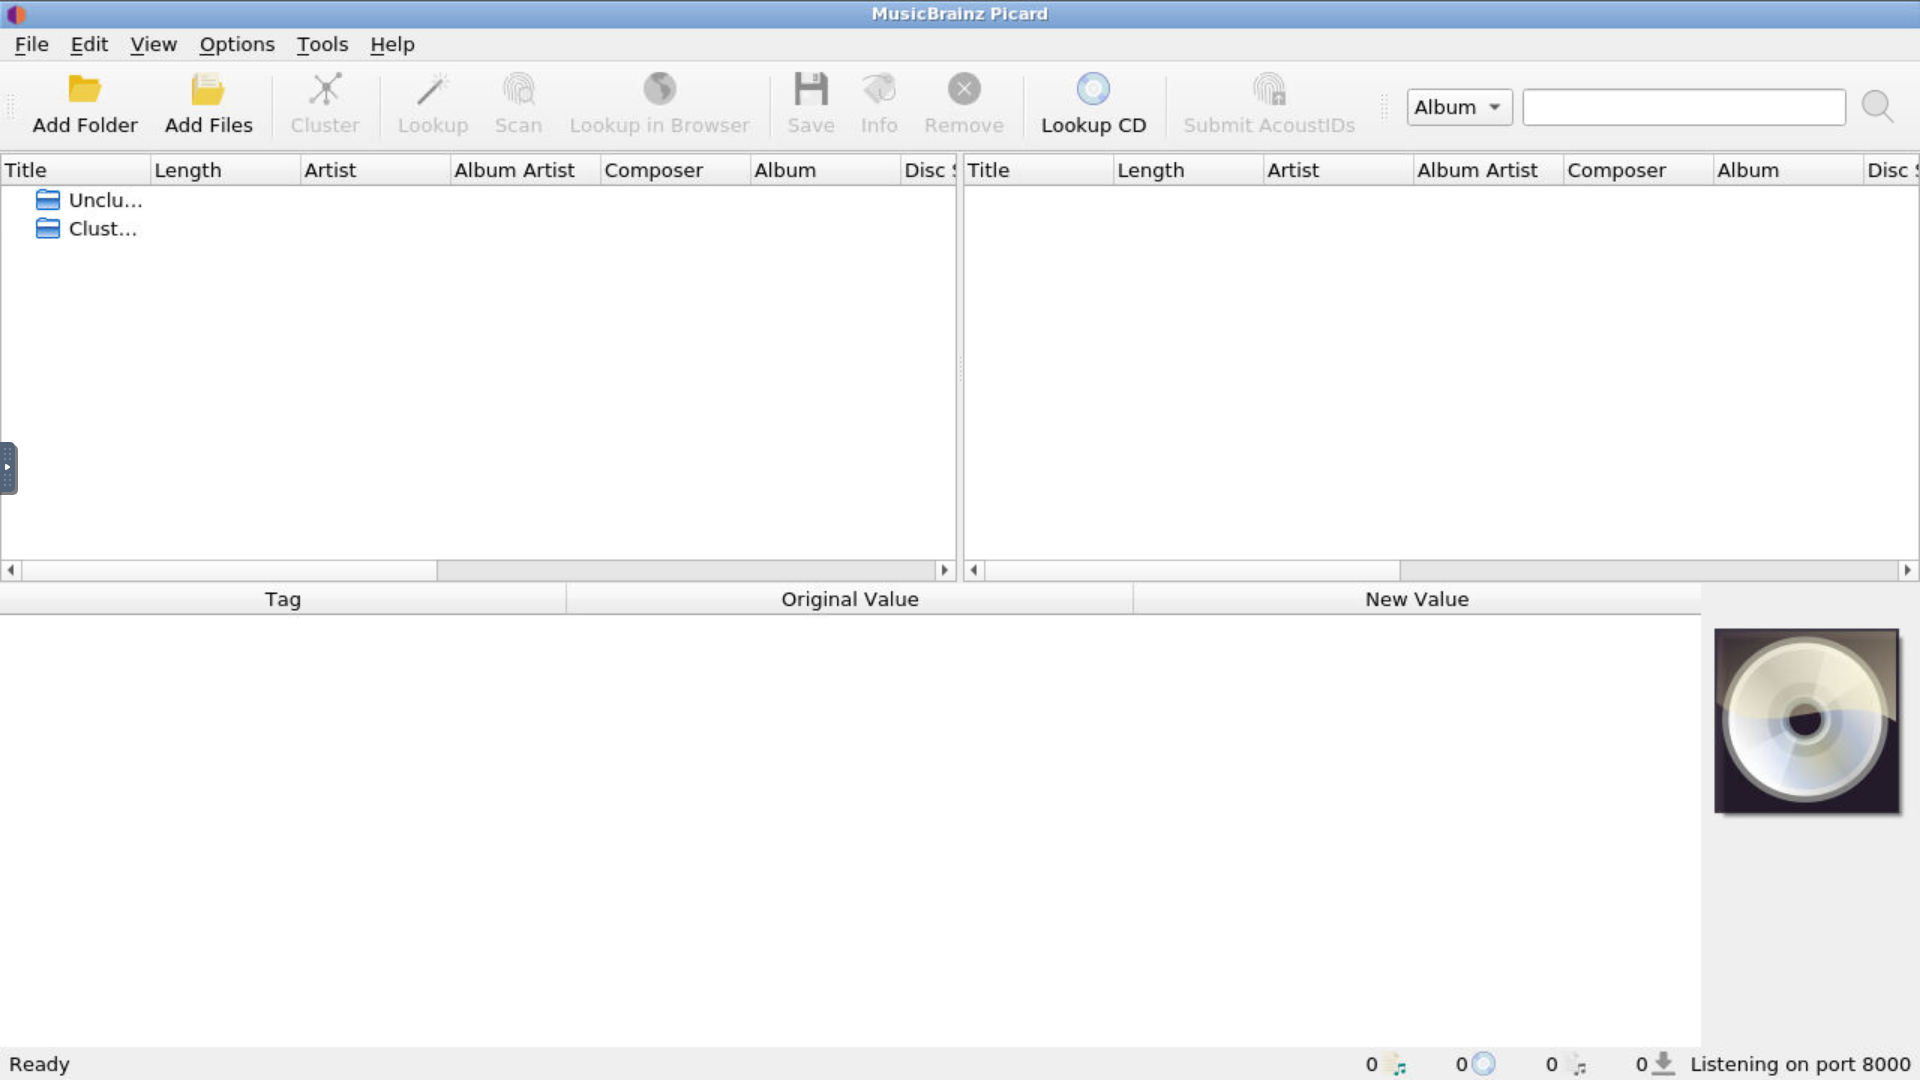 MusicBrainz Picard
File Edit View Options Tools Help
Add Folder Add Files Cluster Lookup Scan Lookup in Browser Save Info Remove Lookup CD Submit AcoustIDs Album
Title Length Artist Album Artist Composer Album Disc Title Length Artist Album Artist Composer Album Disc
Unclu...
Clust...
Tag Original Value New Value
Ready 0 0 0 0 Listening on port 8000